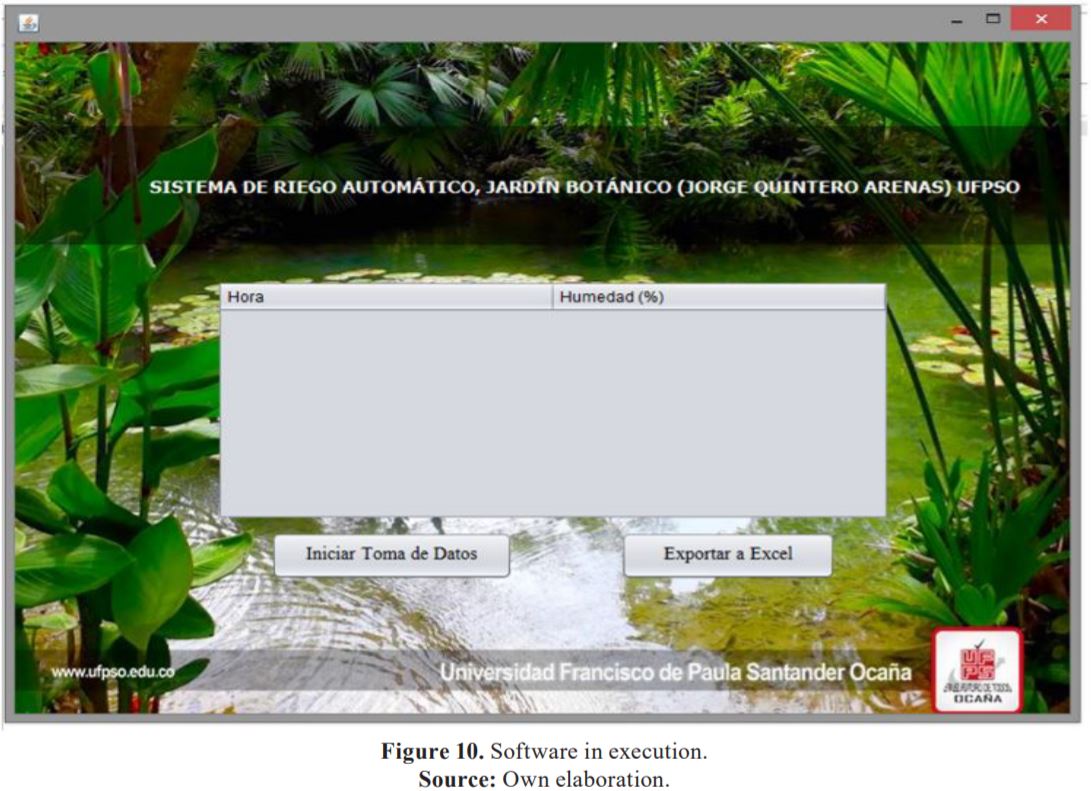 SISTEMA DE RIEGO AUTOMÁTICO, JARDÍN BOTÁNICO (JORGE QUINTERO ARENAS) UFPSO
Hora Humedad (%)
Iniciar Toma de Datos Exportar a Excel
www.ufpso.edu.co Universidad Francisco de Paula Santander Ocaña
UFPS
OCAÑA
Figure 10. Software in execution.
Source: Own elaboration.